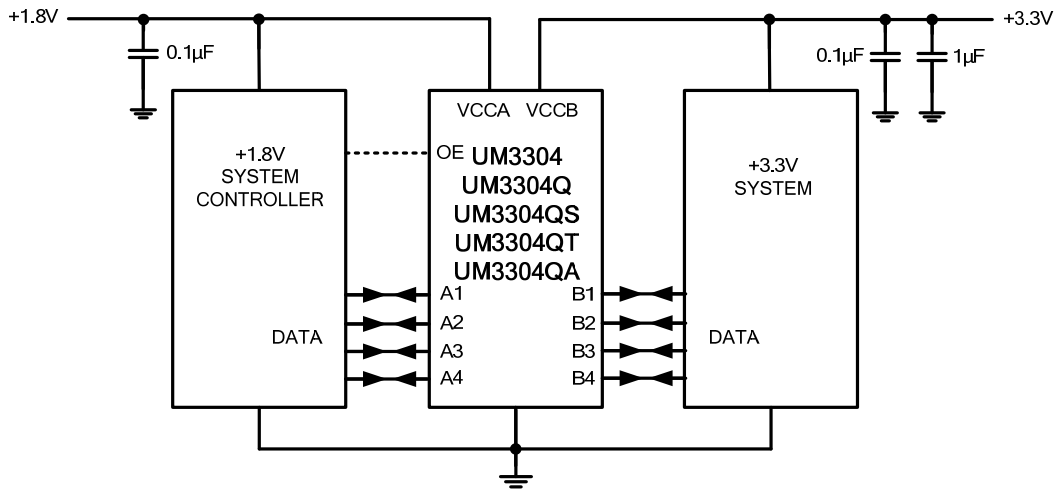 +1.8V
+3.3V
0.1µF
0.1µF
1µF
VCCA
VCCB
+1.8V
SYSTEM
CONTROLLER
OE
UM3304
UM3304Q
UM3304QS
UM3304QT
UM3304QA
+3.3V
SYSTEM
A1
A2
A3
A4
B1
B2
B3
B4
DATA
DATA